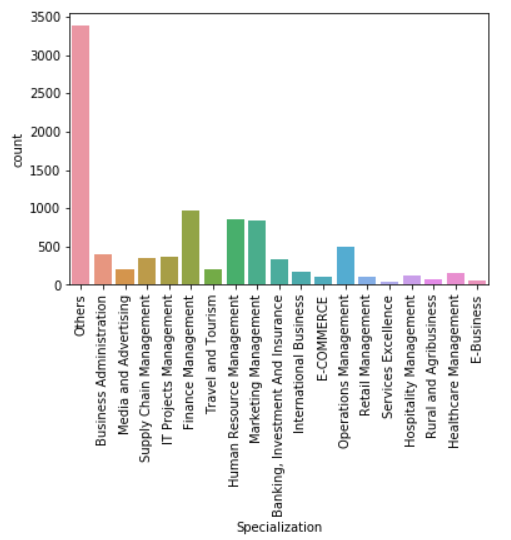 3500
3000
2500
2000
1500
1000
500
0
count
Others
Business Administration
Media and Advertising
Supply Chain Management
IT Projects Management
Finance Management
Travel and Tourism
Human Resource Management
Marketing Management
Banking, Investment And Insurance
International Business
E-COMMERCE
Operations Management
Retail Management
Services Excellence
Hospitality Management
Rural and Agribusiness
Healthcare Management
E-Business
Specialization